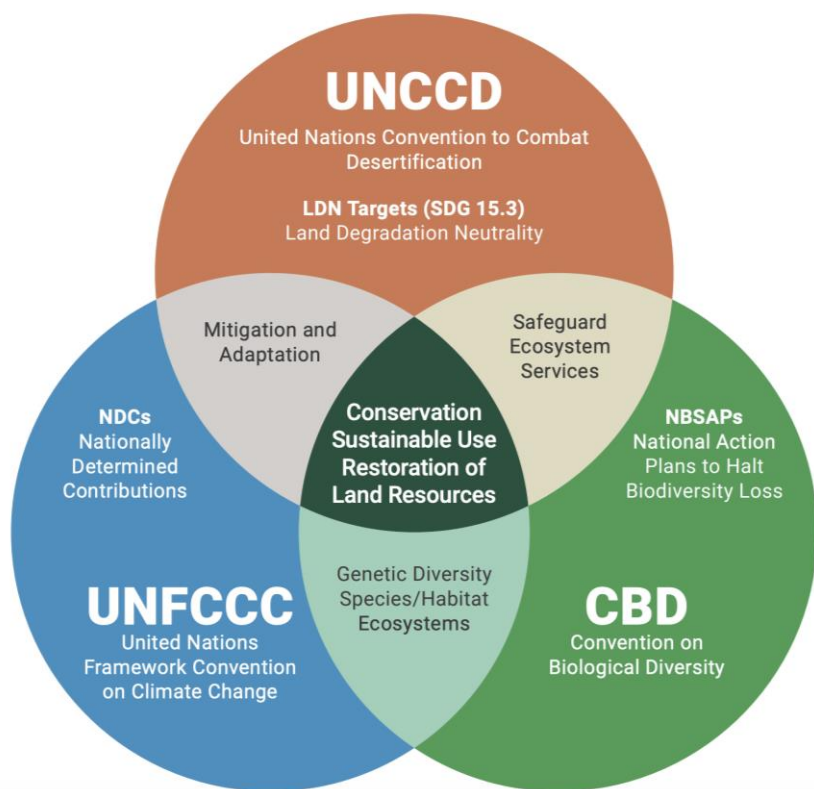 UNCCD
United Nations Convention to Combat
Desertification
LDN Targets (SDG 15.3)
Land Degradation Neutrality
Mitigation and
Adaptation
Safeguard
Ecosystem
Services
Conservation
Sustainable Use
Restoration of
Land Resources
NDCs
Nationally
Determined
Contributions
NBSAPs
National Action
Plans to Halt
Biodiversity Loss
Genetic Diversity
Species/Habitat
Ecosystems
UNFCCC
United Nations
Framework Convention
on Climate Change
CBD
Convention on
Biological Diversity